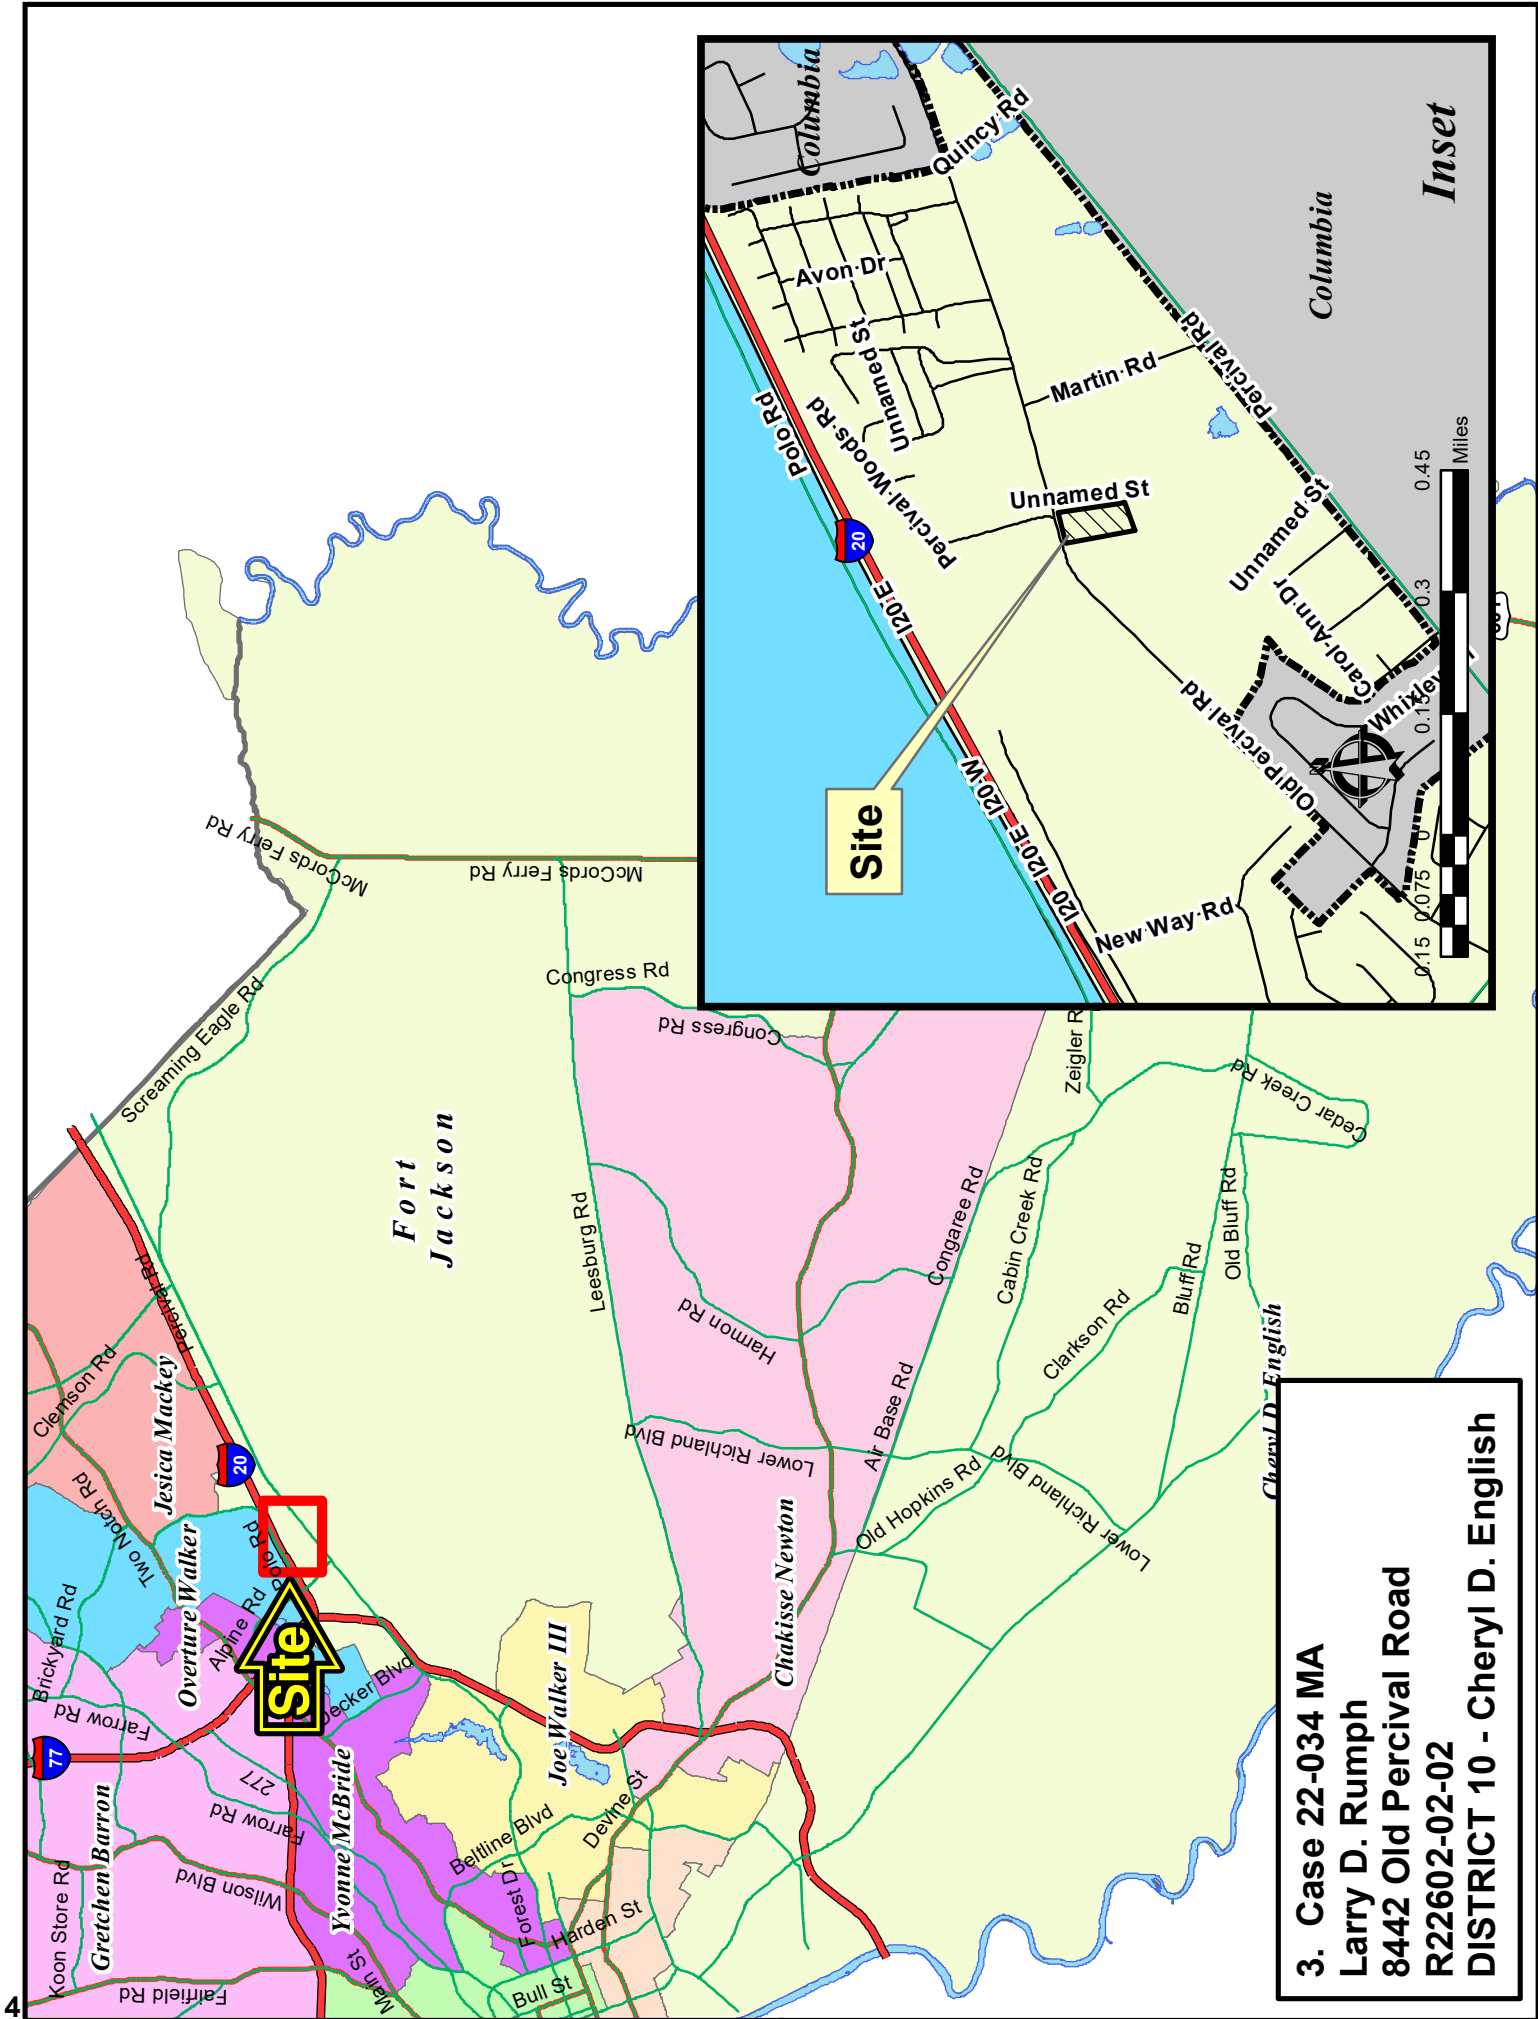 4
Koon Store Rd
Gretchen Barron
Fairfield Rd
Wilson Blvd
Farrow Rd
277
Farrow Rd
Brickyard Rd
77
Main St
Yvonne McBride
Overture Walker
Alpine Rd
Two Notch Rd
Polo Rd
Site
Decker Blvd
Jesica Mackey
Clemson Rd
20
Percival Rd
Screaming Eagle Rd
McCords Ferry Rd
McCords Ferry Rd
McCords Ferry Rd
Fort
Jackson
Bull St
Harden St
Forest Dr
Beltline Blvd
Devine St
Joe Walker III
Leesburg Rd
Congress Rd
Congress Rd
Harmon Rd
Lower Richland Blvd
Chakisse Newton
Air Base Rd
Congaree Rd
Old Hopkins Rd
Lower Richland Blvd
Cabin Creek Rd
Clarkson Rd
Bluff Rd
Old Bluff Rd
Zeigler R
Cedar Creek Rd
Cheryl D. English
Columbia
Quincy Rd
Avon Dr
Unnamed St
Polo Rd
Percival Woods Rd
20
I20 E
I20 W
I20 E
I20
Martin Rd
Percival Rd
Unnamed St
Site
Old Percival Rd
New Way Rd
Unnamed St
Carol Ann Dr
Whixley
Columbia
Inset
N
0.15 0.075 0 0.15 0.3 0.45
Miles
3. Case 22-034 MA
Larry D. Rumph
8442 Old Percival Road
R22602-02-02
DISTRICT 10 - Cheryl D. English